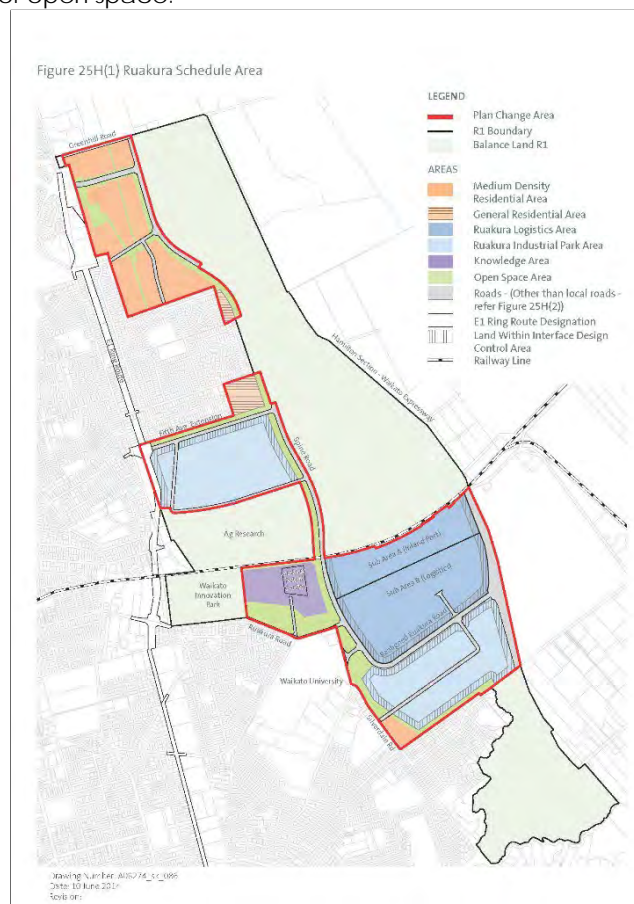 or open space.
Figure 25H(1) Ruakura Schedule Area
LEGEND
Plan Change Area
R1 Boundary
Balance Land R1
AREAS
Medium Density
Residential Area
General Residential Area
Ruakura Logistics Area
Ruakura Industrial Park Area
Knowledge Area
Open Space Area
Roads - (Other than local roads -
refer Figure 25H(2))
E1 Ring Route Designation
Land Within Interface Design
Control Area
Railway Line
Greenhill Road
E1 Ring Route
Hamilton Section - Waikato Expressway
Fifth Ave. Extension
Spine Road
Ag Research
Sub Area A (Inland Port)
Sub Area B (Logistics)
Waikato
Innovation
Park
Ruakura Road
Realigned Ruakura Road
Waikato University
Silverdale Rd
Drawing Number:
Date: 10 June 2014
Revision: